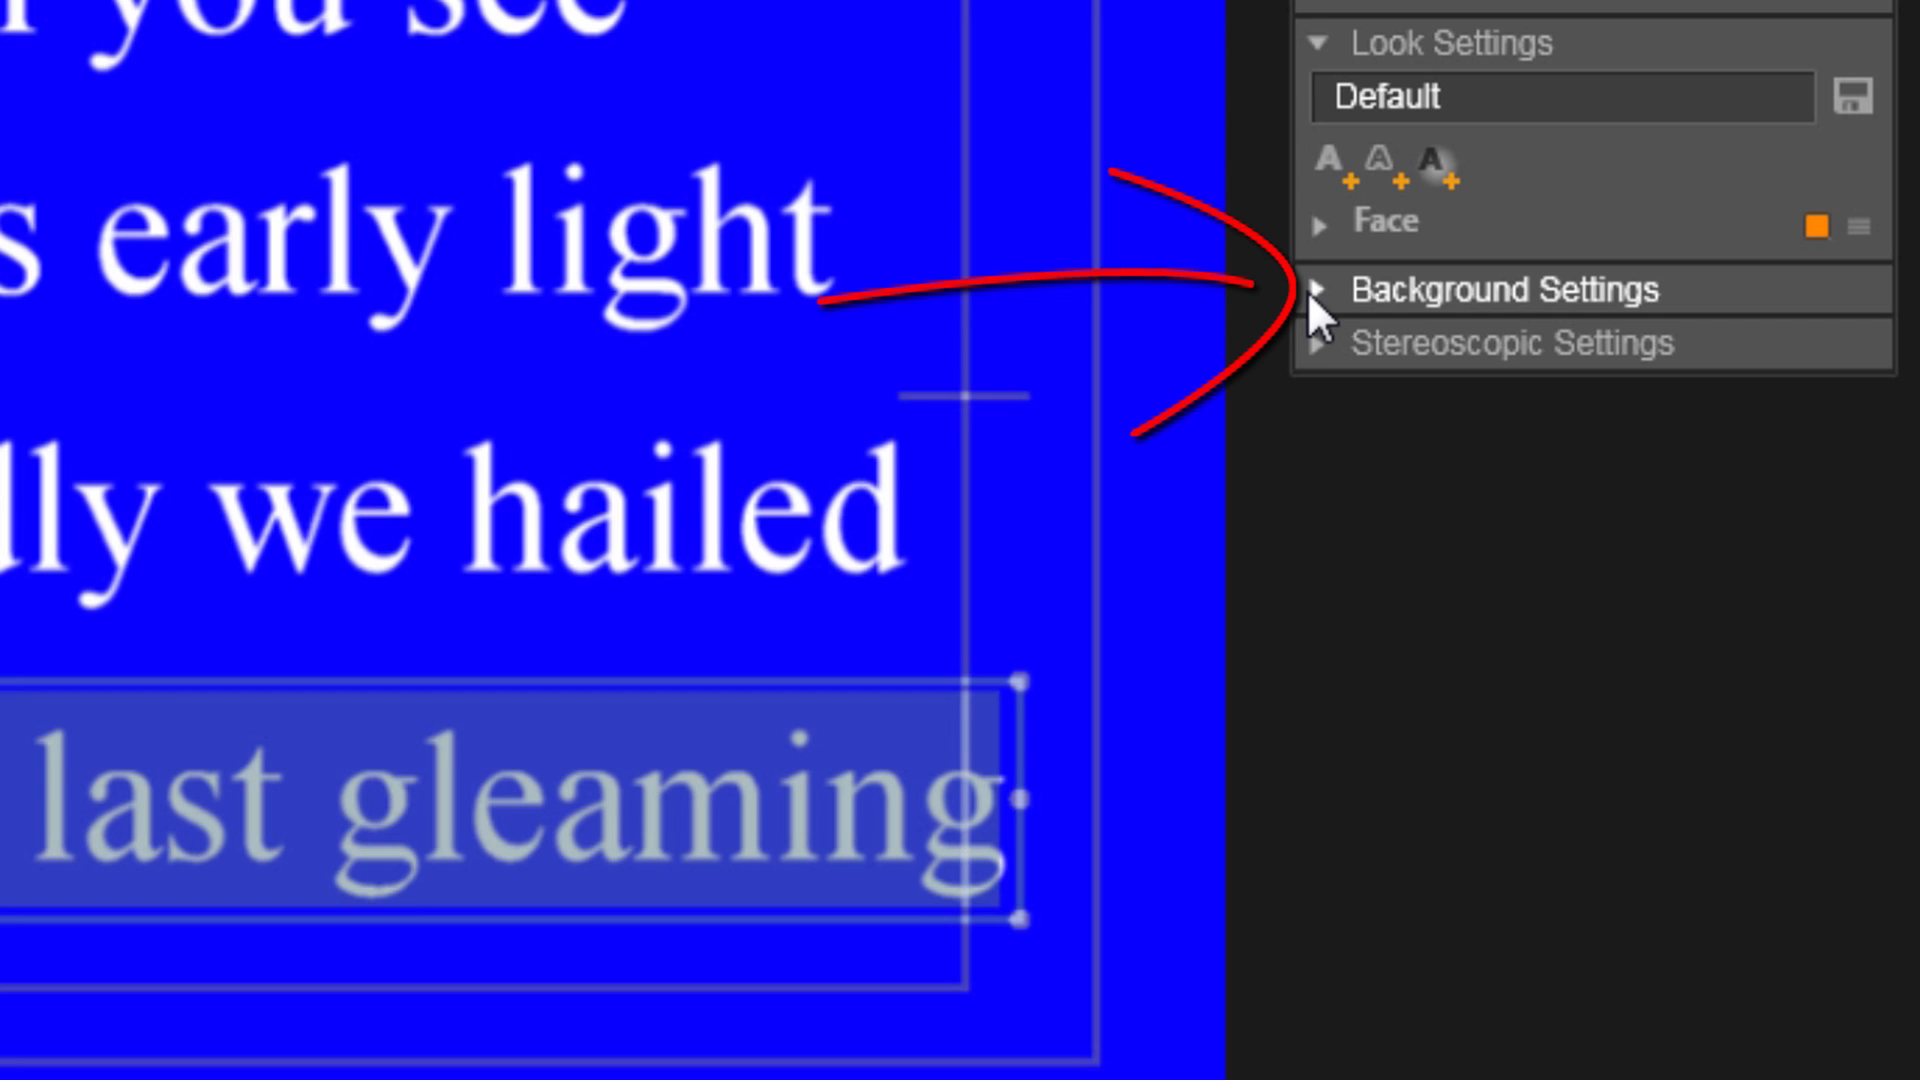 you see
s early light
lly we hailed
last gleaming
Look Settings
Default
A A A
Face
Background Settings
Stereoscopic Settings